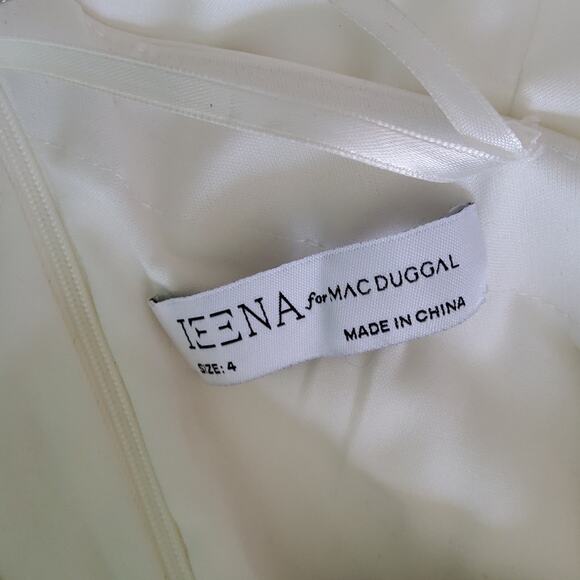 IEENA for MAC DUGGAL
SIZE: 4
MADE IN CHINA